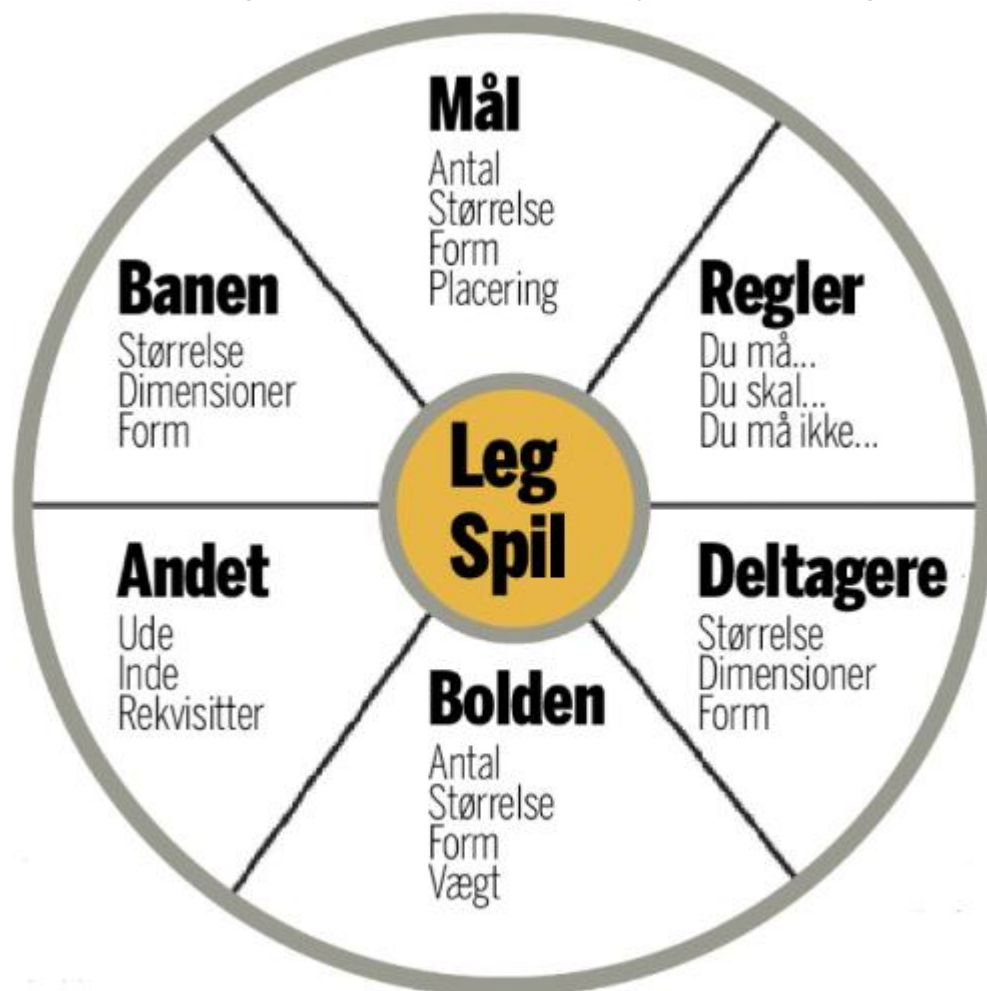 Mål
Antal
Størrelse
Form
Placering
Regler
Du må...
Du skal...
Du må ikke...
Deltagere
Størrelse
Dimensioner
Form
Bolden
Antal
Størrelse
Form
Vægt
Andet
Ude
Inde
Rekvisitter
Banen
Størrelse
Dimensioner
Form
Leg
Spil